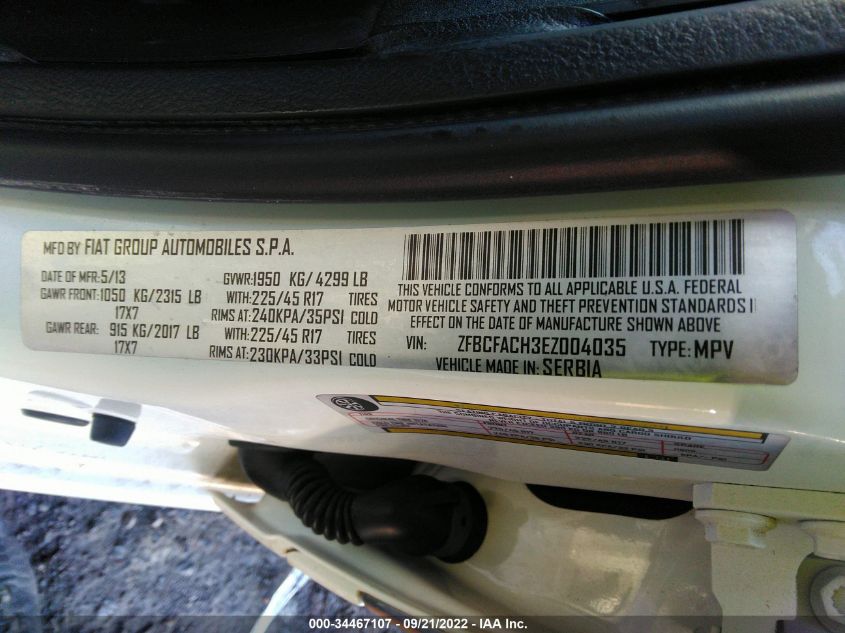 MFD BY FIAT GROUP AUTOMOBILES S.P.A.
DATE OF MFR:5/13 GVWR:1950 KG/ 4299 LB
GAWR FRONT:1050 KG/2315 LB WITH:225/45 R17 TIRES
17X7 RIMS AT:240KPA/35PSI COLD
GAWR REAR: 915 KG/2017 LB WITH:225/45 R17 TIRES
17X7 RIMS AT:230KPA/33PSI COLD
THIS VEHICLE CONFORMS TO ALL APPLICABLE U.S.A. FEDERAL
MOTOR VEHICLE SAFETY AND THEFT PREVENTION STANDARDS I
EFFECT ON THE DATE OF MANUFACTURE SHOWN ABOVE
VIN: ZFBCFACH3EZ004035 TYPE: MPV
VEHICLE MADE IN: SERBIA
000-34467107 - 09/21/2022 - IAA Inc.